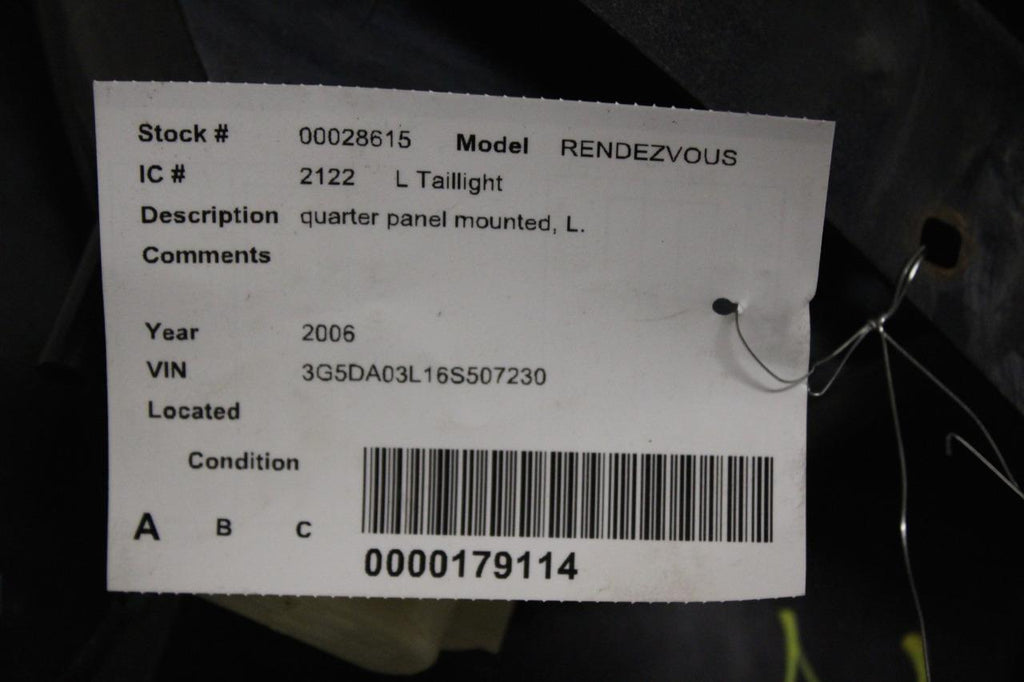 Stock # 00028615 Model RENDEZVOUS
IC # 2122 L Taillight
Description quarter panel mounted, L.
Comments
Year 2006
VIN 3G5DA03L16S507230
Located
Condition
A B C
0000179114